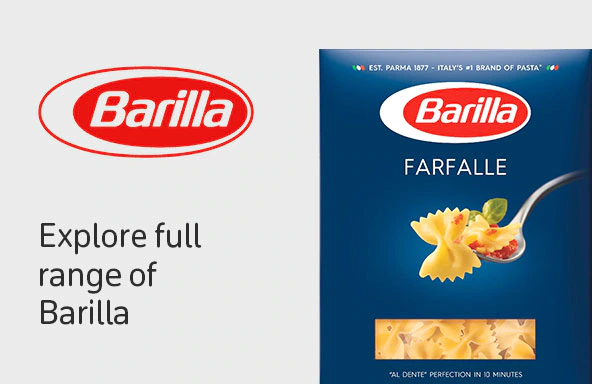 Barilla
Explore full
range of
Barilla
EST. PARMA 1877 - ITALY'S #1 BRAND OF PASTA*
Barilla
FARFALLE
"AL DENTE" PERFECTION IN 10 MINUTES